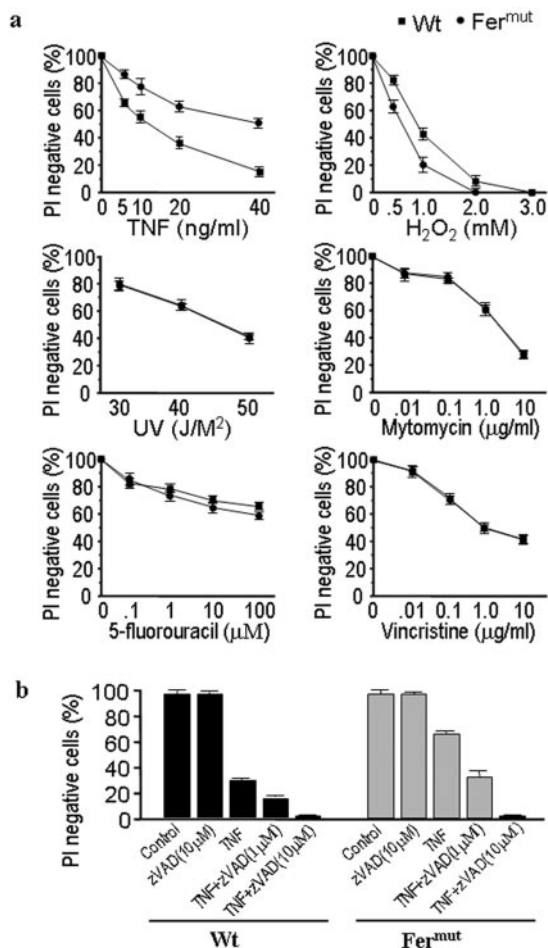 a
■ Wt ● Fer^mut
PI negative cells (%)
100
80
60
40
20
0
0 5 10 20 40
TNF (ng/ml)
PI negative cells (%)
100
80
60
40
20
0
0 .5 1.0 2.0 3.0
H₂O₂ (mM)
PI negative cells (%)
100
80
60
40
20
0
30 40 50
UV (J/M²)
PI negative cells (%)
100
80
60
40
20
0
0 .01 0.1 1.0 10
Mytomycin (μg/ml)
PI negative cells (%)
100
80
60
40
20
0
0 .1 1 10 100
5-fluorouracil (μM)
PI negative cells (%)
100
80
60
40
20
0
0 .01 0.1 1.0 10
Vincristine (μg/ml)
b
PI negative cells (%)
100
80
60
40
20
0
Control
zVAD(10μM)
TNF
TNF+zVAD(1μM)
TNF+zVAD(10μM)
Control
zVAD(10μM)
TNF
TNF+zVAD(1μM)
TNF+zVAD(10μM)
Wt
Fer^mut